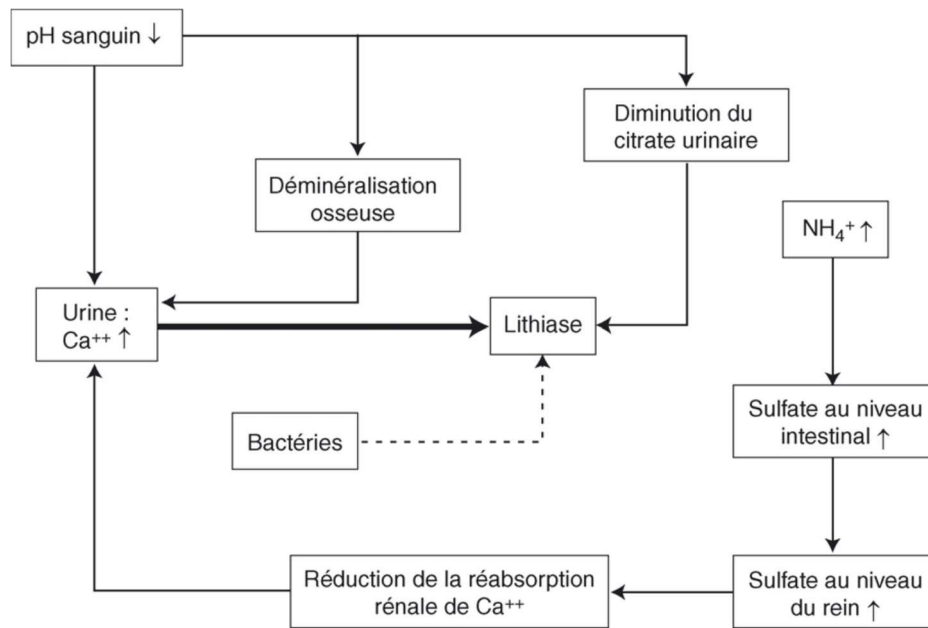 pH sanguin ↓
Diminution du
citrate urinaire
Déminéralisation
osseuse
NH₄⁺ ↑
Urine :
Ca⁺⁺ ↑
Lithiase
Sulfate au niveau
intestinal ↑
Bactéries
Réduction de la réabsorption
rénale de Ca⁺⁺
Sulfate au niveau
du rein ↑